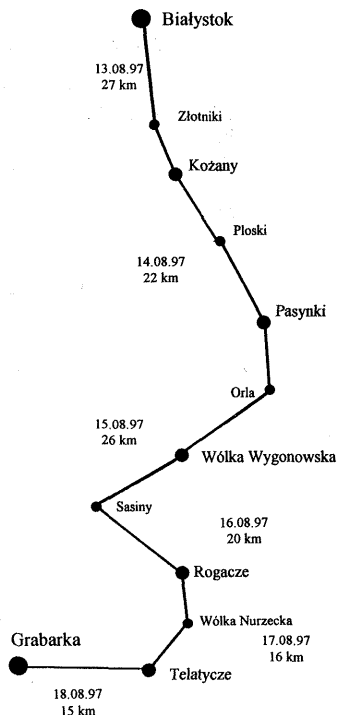 Białystok
13.08.97
27 km
Złotniki
Kożany
Ploski
14.08.97
22 km
Pasynki
Orla
15.08.97
26 km
Wólka Wygonowska
Sasiny
16.08.97
20 km
Rogacze
Wólka Nurzecka
17.08.97
16 km
Grabarka
Telatycze
18.08.97
15 km